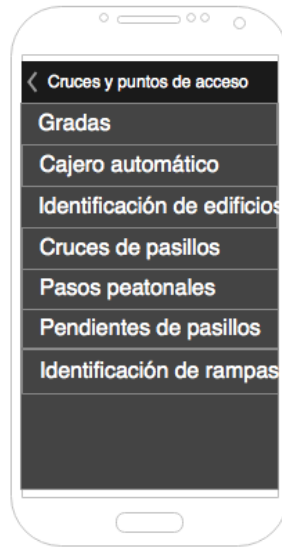 Cruces y puntos de acceso
Gradas
Cajero automático
Identificación de edificios
Cruces de pasillos
Pasos peatonales
Pendientes de pasillos
Identificación de rampas